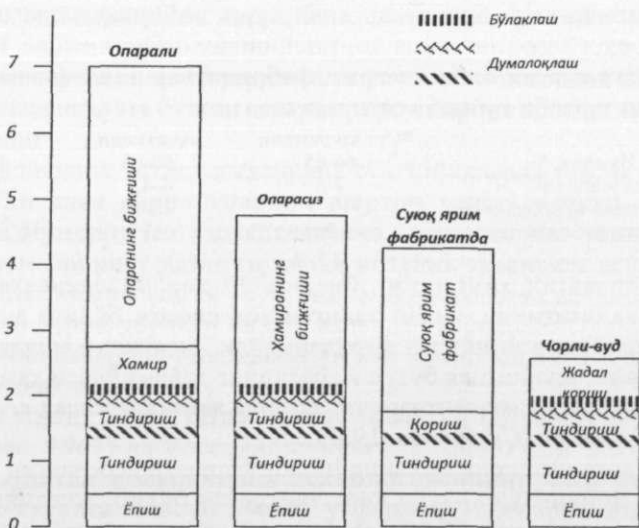 Бўлаклаш
Думалоқлаш
Опарали
7
6
5
4
3
2
1
0
Опаранинг бижғиши
Хамир
Тиндириш
Тиндириш
Ёпиш
Опарасиз
Хамиранинг
бижғиши
Тиндириш
Тиндириш
Ёпиш
Суюқ ярим
фабрикатда
Суюқ ярим
фабрикат
Қориш
Тиндириш
Ёпиш
Чорли-вуд
Жадал
қориш
Тиндириш
Тиндириш
Ёпиш